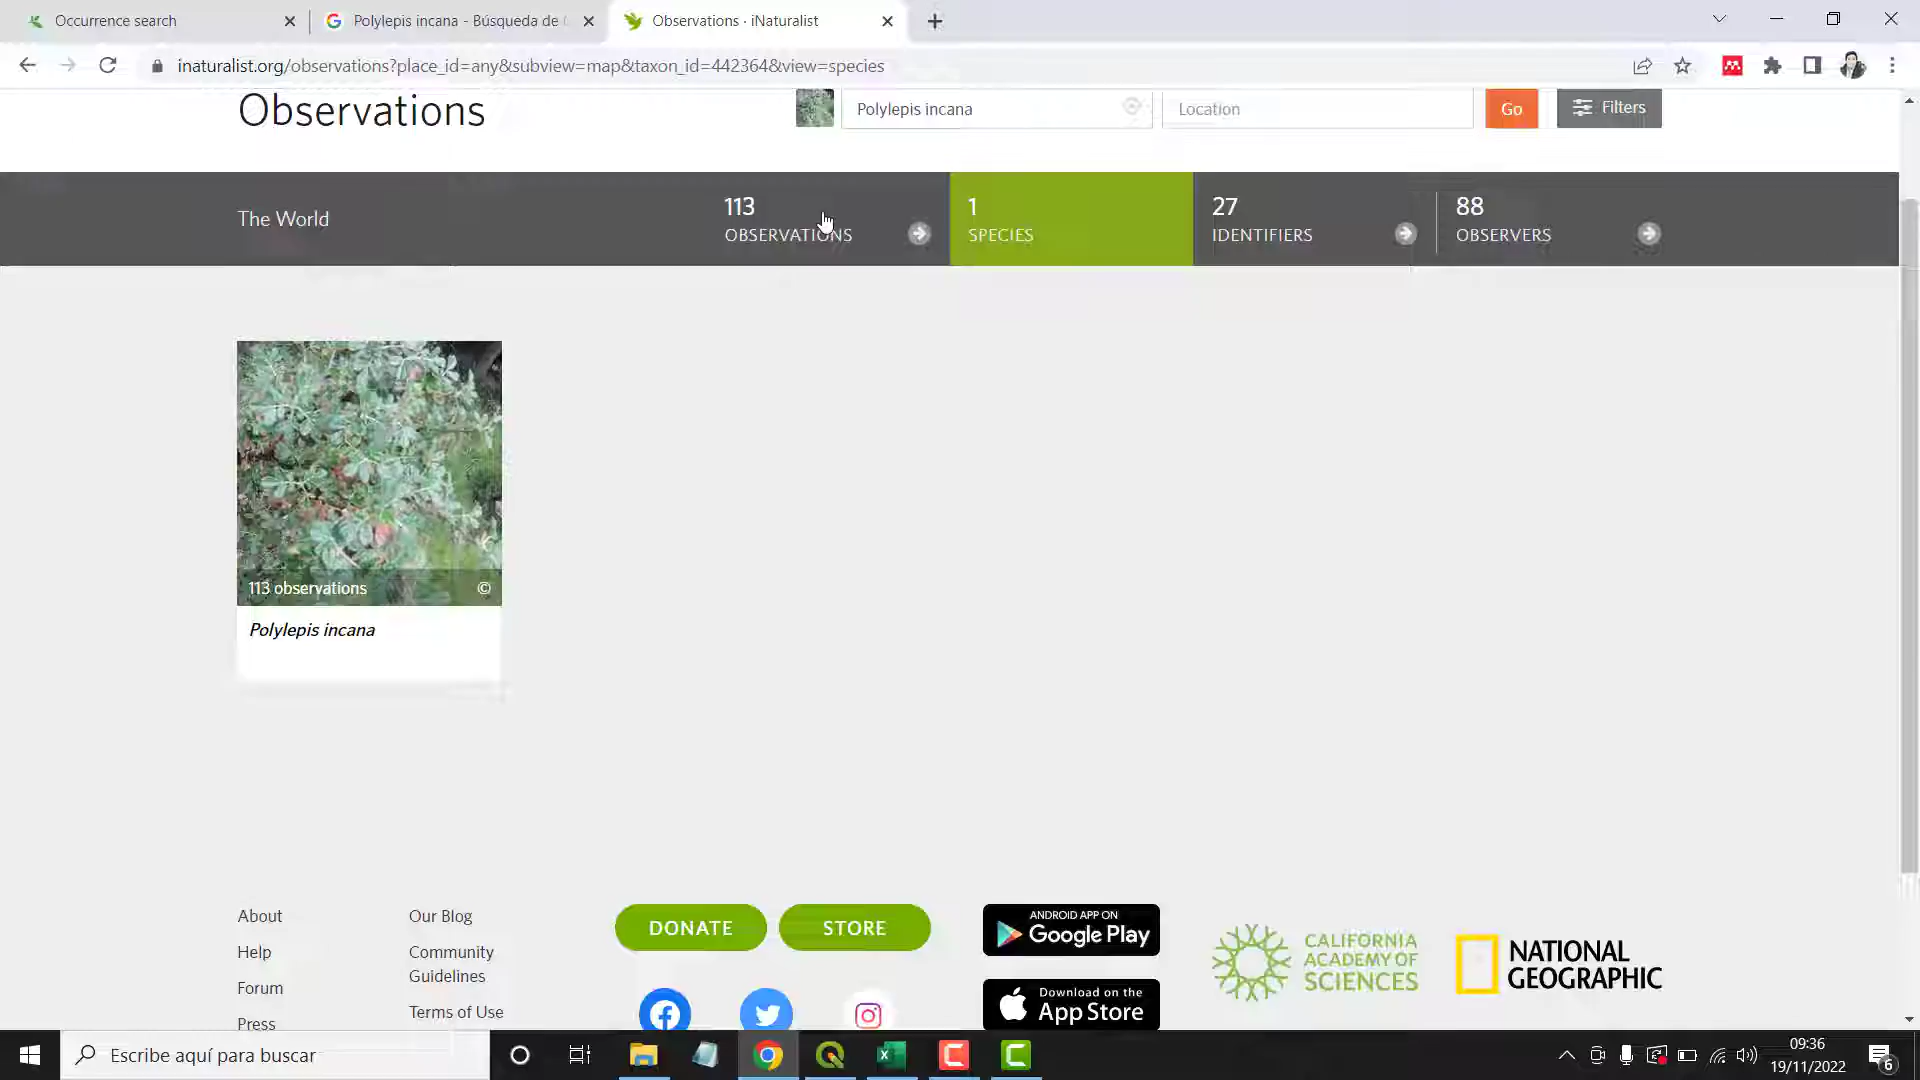 Occurrence search
Polylepis incana - Búsqueda de
Observations · iNaturalist
inaturalist.org/observations?place_id=any&subview=map&taxon_id=442364&view=species
Observations
Polylepis incana
Location
Go
Filters
The World
113
OBSERVATIONS
1
SPECIES
27
IDENTIFIERS
88
OBSERVERS
113 observations
©
Polylepis incana
About
Help
Forum
Press
Our Blog
Community
Guidelines
Terms of Use
DONATE
STORE
ANDROID APP ON
Google Play
Download on the
App Store
CALIFORNIA
ACADEMY OF
SCIENCES
NATIONAL
GEOGRAPHIC
Escribe aquí para buscar
09:36
19/11/2022
6